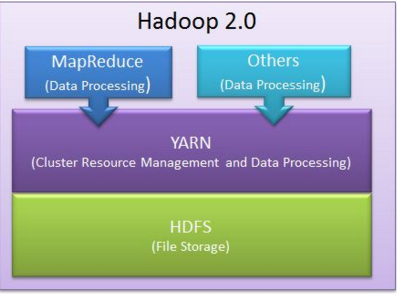 Hadoop 2.0
MapReduce
(Data Processing)
Others
(Data Processing)
YARN
(Cluster Resource Management and Data Processing)
HDFS
(File Storage)